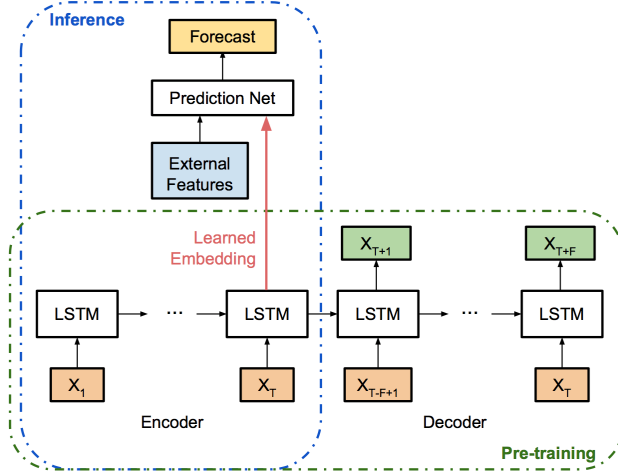 Inference
Forecast
Prediction Net
External
Features
Learned
Embedding
X_{T+1}
X_{T+F}
LSTM
...
LSTM
LSTM
...
LSTM
X_1
X_T
X_{T-F+1}
X_T
Encoder
Decoder
Pre-training